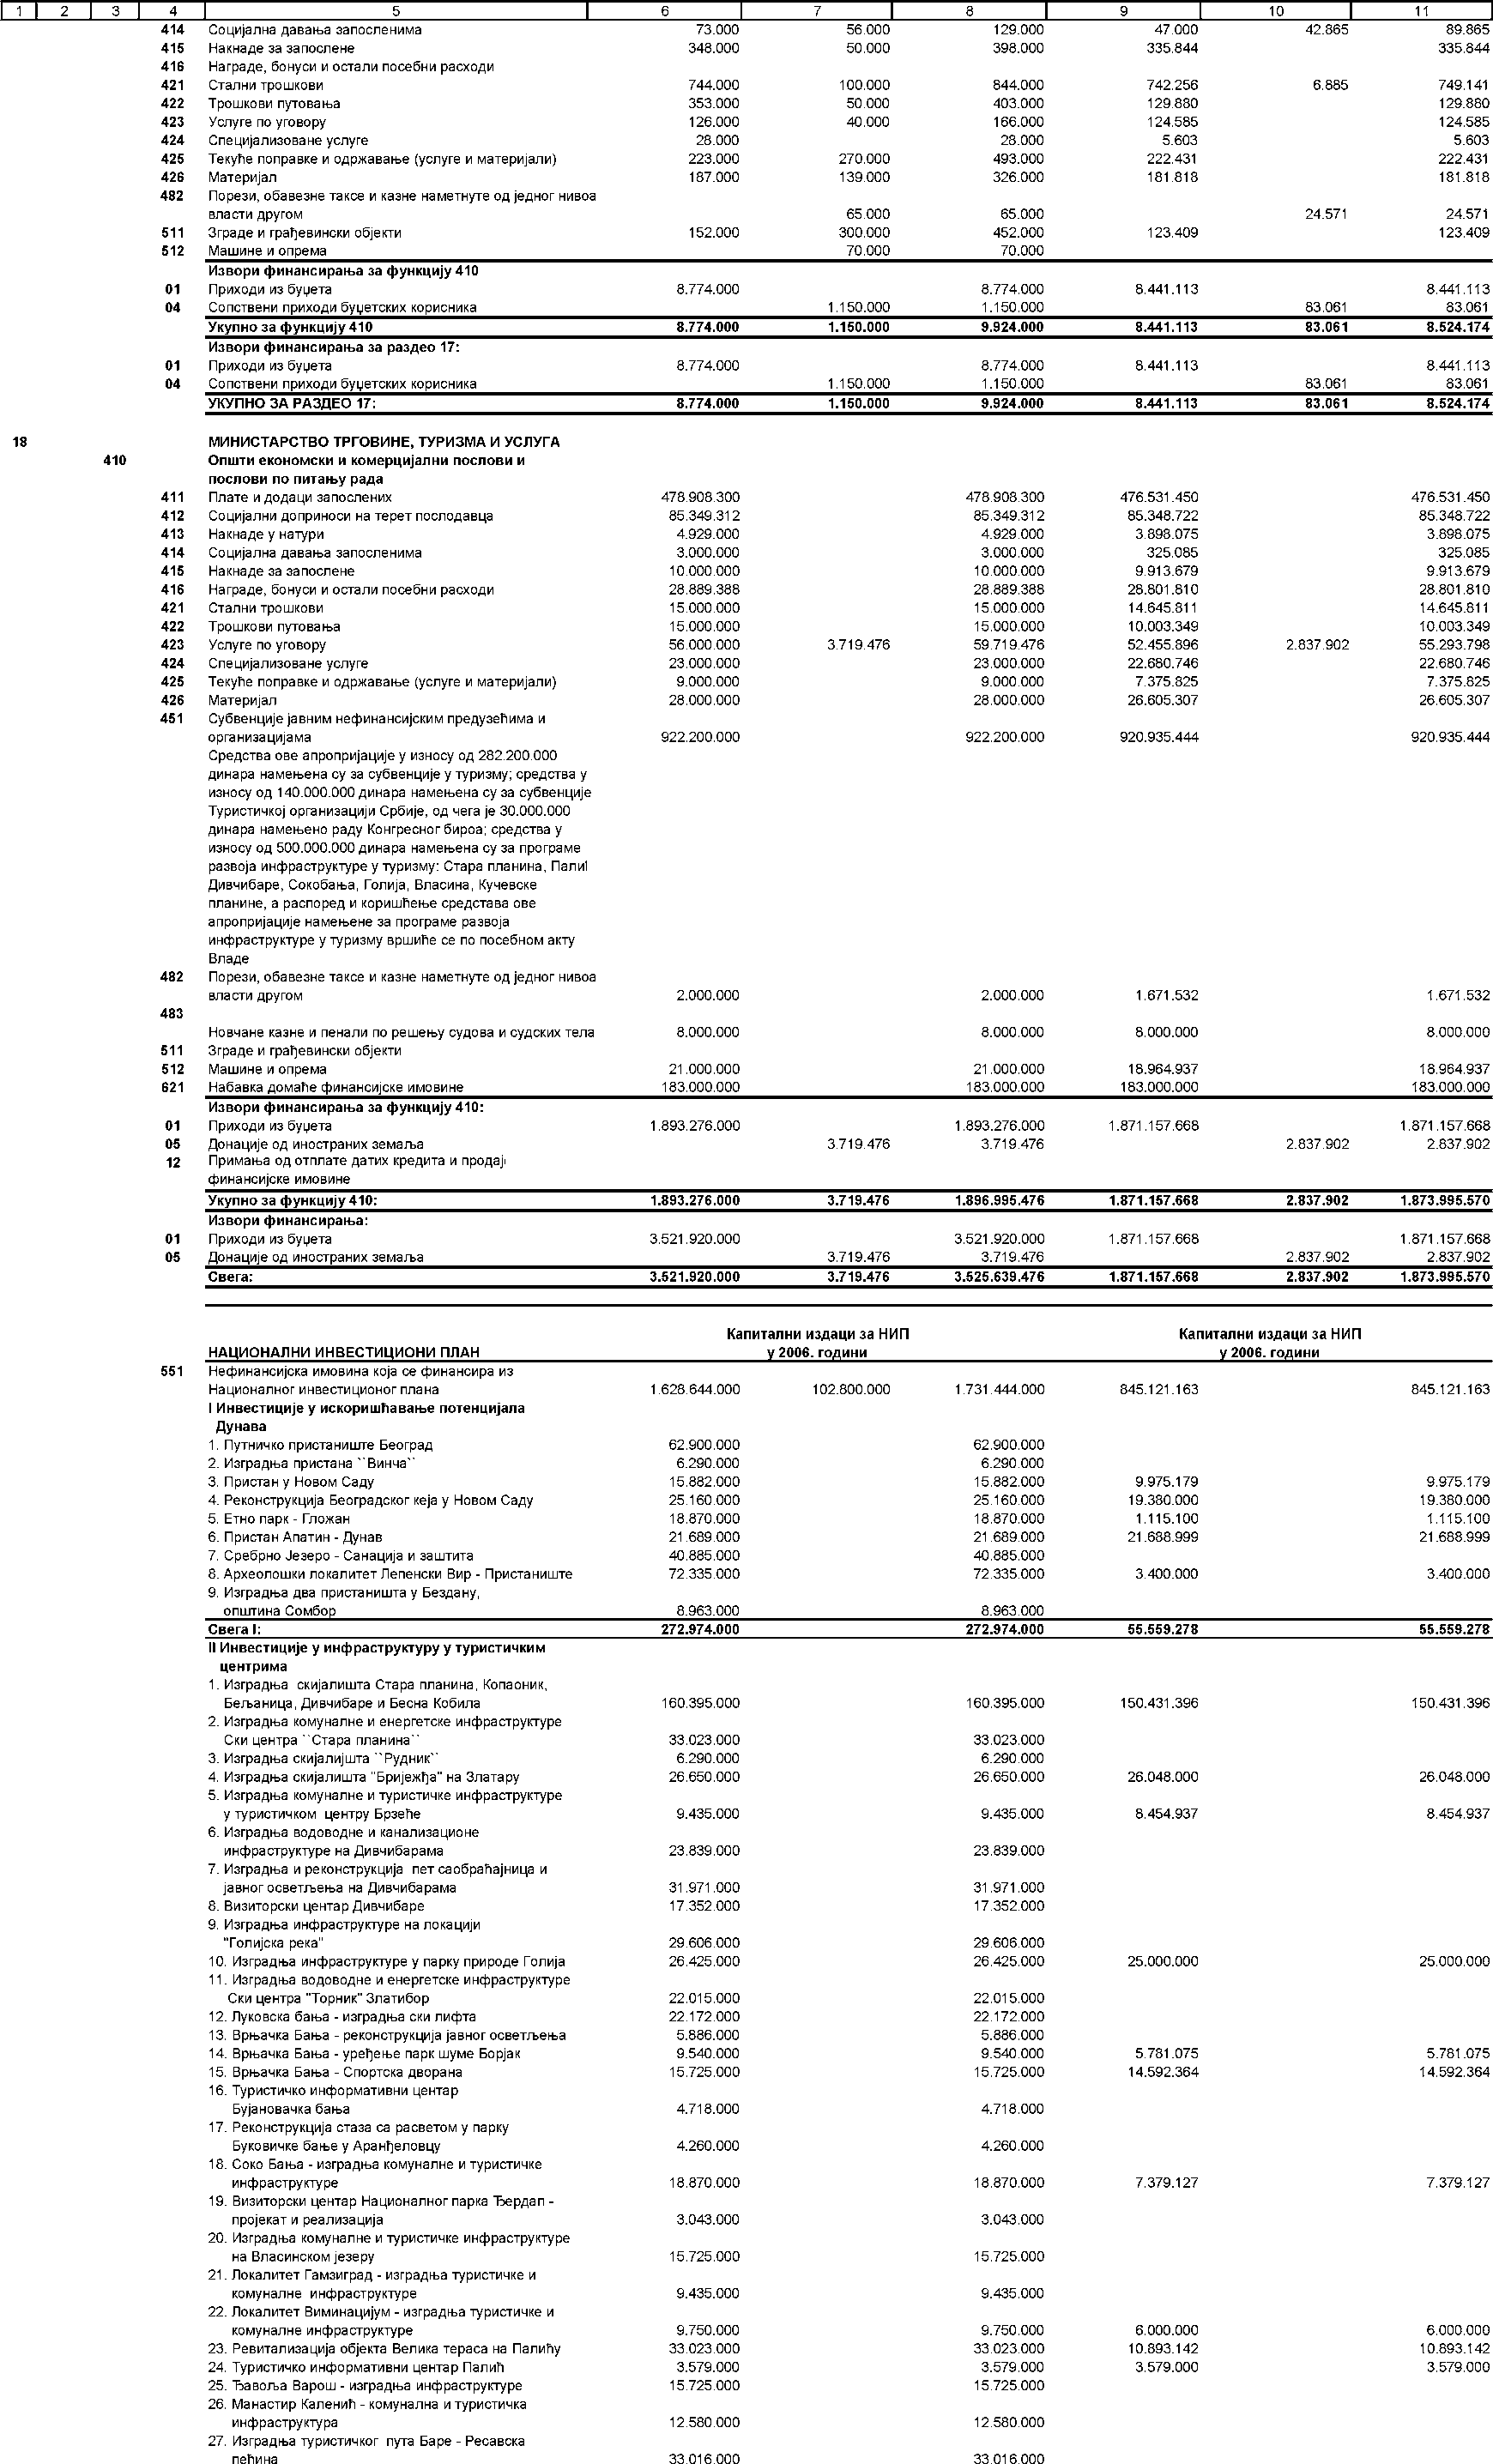 1 2 3 4 5 6 7 8 9 10 11
414 Социјална давања запосленима 73.000 56.000 129.000 47.000 42.865 89.865
415 Накнаде за запослене 348.000 50.000 398.000 335.844 335.844
416 Награде, бонуси и остали посебни расходи
421 Стални трошкови 744.000 100.000 844.000 742.256 6.885 749.141
422 Трошкови путовања 353.000 50.000 403.000 129.880 129.880
423 Услуге по уговору 126.000 40.000 166.000 124.585 124.585
424 Специјализоване услуге 28.000 28.000 5.603 5.603
425 Текуће поправке и одржавање (услуге и материјали) 223.000 270.000 493.000 222.431 222.431
426 Материјал 187.000 139.000 326.000 181.818 181.818
482 Порези, обавезне таксе и казне наметнуте од једног нивоа
власти другом 65.000 65.000 24.571 24.571
511 Зграде и грађевински објекти 152.000 300.000 452.000 123.409 123.409
512 Машине и опрема 70.000 70.000
Извори финансирања за функцију 410
01 Приходи из буџета 8.774.000 8.774.000 8.441.113 8.441.113
04 Сопствени приходи буџетских корисника 1.150.000 1.150.000 83.061 83.061
Укупно за функцију 410 8.774.000 1.150.000 9.924.000 8.441.113 83.061 8.524.174
Извори финансирања за раздео 17:
01 Приходи из буџета 8.774.000 8.774.000 8.441.113 8.441.113
04 Сопствени приходи буџетских корисника 1.150.000 1.150.000 83.061 83.061
УКУПНО ЗА РАЗДЕО 17: 8.774.000 1.150.000 9.924.000 8.441.113 83.061 8.524.174
18 МИНИСТАРСТВО ТРГОВИНЕ, ТУРИЗМА И УСЛУГА
410 Општи економски и комерцијални послови и
послови по питању рада
411 Плате и додаци запослених 478.908.300 478.908.300 476.531.450 476.531.450
412 Социјални доприноси на терет послодавца 85.349.312 85.349.312 85.348.722 85.348.722
413 Накнаде у натури 4.929.000 4.929.000 3.898.075 3.898.075
414 Социјална давања запосленима 3.000.000 3.000.000 325.085 325.085
415 Накнаде за запослене 10.000.000 10.000.000 9.913.679 9.913.679
416 Награде, бонуси и остали посебни расходи 28.889.388 28.889.388 28.801.810 28.801.810
421 Стални трошкови 15.000.000 15.000.000 14.645.811 14.645.811
422 Трошкови путовања 15.000.000 15.000.000 10.003.349 10.003.349
423 Услуге по уговору 56.000.000 3.719.476 59.719.476 52.455.896 2.837.902 55.293.798
424 Специјализоване услуге 23.000.000 23.000.000 22.680.746 22.680.746
425 Текуће поправке и одржавање (услуге и материјали) 9.000.000 9.000.000 7.375.825 7.375.825
426 Материјал 28.000.000 28.000.000 26.605.307 26.605.307
451 Субвенције јавним нефинансијским предузећима и
организацијама 922.200.000 922.200.000 920.935.444 920.935.444
Средства ове апропријације у износу од 282.200.000
динара намењена су за субвенције у туризму; средства у
износу од 140.000.000 динара намењена су за субвенције
Туристичкој организацији Србије, од чега је 30.000.000
динара намењено раду Конгресног бироа; средства у
износу од 500.000.000 динара намењена су за програме
развоја инфраструктуре у туризму: Стара планина, Пали
Дивчибаре, Сокобања, Голија, Власина, Кучевске
планине, а распоред и коришћење средстава ове
апропријације намењене за програме развоја
инфраструктуре у туризму вршиће се по посебном акту
Владе
482 Порези, обавезне таксе и казне наметнуте од једног нивоа
власти другом 2.000.000 2.000.000 1.671.532 1.671.532
483
Новчане казне и пенали по решењу судова и судских тела 8.000.000 8.000.000 8.000.000 8.000.000
511 Зграде и грађевински објекти
512 Машине и опрема 21.000.000 21.000.000 18.964.937 18.964.937
621 Набавка домаће финансијске имовине 183.000.000 183.000.000 183.000.000 183.000.000
Извори финансирања за функцију 410:
01 Приходи из буџета 1.893.276.000 1.893.276.000 1.871.157.668 1.871.157.668
05 Донације од иностраних земаља 3.719.476 3.719.476 2.837.902 2.837.902
12 Примања од отплате датих кредита и продај
финансијске имовине
Укупно за функцију 410: 1.893.276.000 3.719.476 1.896.995.476 1.871.157.668 2.837.902 1.873.995.570
Извори финансирања:
01 Приходи из буџета 3.521.920.000 3.521.920.000 1.871.157.668 1.871.157.668
05 Донације од иностраних земаља 3.719.476 3.719.476 2.837.902 2.837.902
Свега: 3.521.920.000 3.719.476 3.525.639.476 1.871.157.668 2.837.902 1.873.995.570
Капитални издаци за НИП Капитални издаци за НИП
НАЦИОНАЛНИ ИНВЕСТИЦИОНИ ПЛАН у 2006. години у 2006. години
551 Нефинансијска имовина која се финансира из
Националног инвестиционог плана 1.628.644.000 102.800.000 1.731.444.000 845.121.163 845.121.163
I Инвестиције у искоришћавање потенцијала
Дунава
1. Путничко пристаниште Београд 62.900.000 62.900.000
2. Изградња пристана ``Винча`` 6.290.000 6.290.000
3. Пристан у Новом Саду 15.882.000 15.882.000 9.975.179 9.975.179
4. Реконструкција Београдског кеја у Новом Саду 25.160.000 25.160.000 19.380.000 19.380.000
5. Етно парк - Гложан 18.870.000 18.870.000 1.115.100 1.115.100
6. Пристан Апатин - Дунав 21.689.000 21.689.000 21.688.999 21.688.999
7. Сребрно Језеро - Санација и заштита 40.885.000 40.885.000
8. Археолошки локалитет Лепенски Вир - Пристаниште 72.335.000 72.335.000 3.400.000 3.400.000
9. Изградња два пристаништа у Бездану,
општина Сомбор 8.963.000 8.963.000
Свега I: 272.974.000 272.974.000 55.559.278 55.559.278
II Инвестиције у инфраструктуру у туристичким
центрима
1. Изградња скијалишта Стара планина, Копаоник,
Бељаница, Дивчибаре и Бесна Кобила 160.395.000 160.395.000 150.431.396 150.431.396
2. Изградња комуналне и енергетске инфраструктуре
Ски центра ``Стара планина`` 33.023.000 33.023.000
3. Изградња скијалијшта ``Рудник`` 6.290.000 6.290.000
4. Изградња скијалишта "Бријежђа" на Златару 26.650.000 26.650.000 26.048.000 26.048.000
5. Изградња комуналне и туристичке инфраструктуре
у туристичком центру Брзеће 9.435.000 9.435.000 8.454.937 8.454.937
6. Изградња водоводне и канализационе
инфраструктуре на Дивчибарама 23.839.000 23.839.000
7. Изградња и реконструкција пет саобраћајница и
јавног осветљења на Дивчибарама 31.971.000 31.971.000
8. Визиторски центар Дивчибаре 17.352.000 17.352.000
9. Изградња инфраструктуре на локацији
"Голијска река" 29.606.000 29.606.000
10. Изградња инфраструктуре у парку природе Голија 26.425.000 26.425.000 25.000.000 25.000.000
11. Изградња водоводне и енергетске инфраструктуре
Ски центра "Торник" Златибор 22.015.000 22.015.000
12. Луковска бања - изградња ски лифта 22.172.000 22.172.000
13. Врњачка Бања - реконструкција јавног осветљења 5.886.000 5.886.000
14. Врњачка Бања - уређење парк шуме Борјак 9.540.000 9.540.000 5.781.075 5.781.075
15. Врњачка Бања - Спортска дворана 15.725.000 15.725.000 14.592.364 14.592.364
16. Туристичко информативни центар
Бујановачка бања 4.718.000 4.718.000
17. Реконструкција стаза са расветом у парку
Буковичке бање у Аранђеловцу 4.260.000 4.260.000
18. Соко Бања - изградња комуналне и туристичке
инфраструктуре 18.870.000 18.870.000 7.379.127 7.379.127
19. Визиторски центар Националног парка Ђердап -
пројекат и реализација 3.043.000 3.043.000
20. Изградња комуналне и туристичке инфраструктуре
на Власинском језеру 15.725.000 15.725.000
21. Локалитет Гамзиград - изградња туристичке и
комуналне инфраструктуре 9.435.000 9.435.000
22. Локалитет Виминацијум - изградња туристичке и
комуналне инфраструктуре 9.750.000 9.750.000 6.000.000 6.000.000
23. Ревитализација објекта Велика тераса на Палићу 33.023.000 33.023.000 10.893.142 10.893.142
24. Туристичко информативни центар Палић 3.579.000 3.579.000 3.579.000 3.579.000
25. Ђавоља Варош - изградња инфраструктуре 15.725.000 15.725.000
26. Манастир Каленић - комунална и туристичка
инфраструктура 12.580.000 12.580.000
27. Изградња туристичког пута Баре - Ресавска
пећина 33.016.000 33.016.000